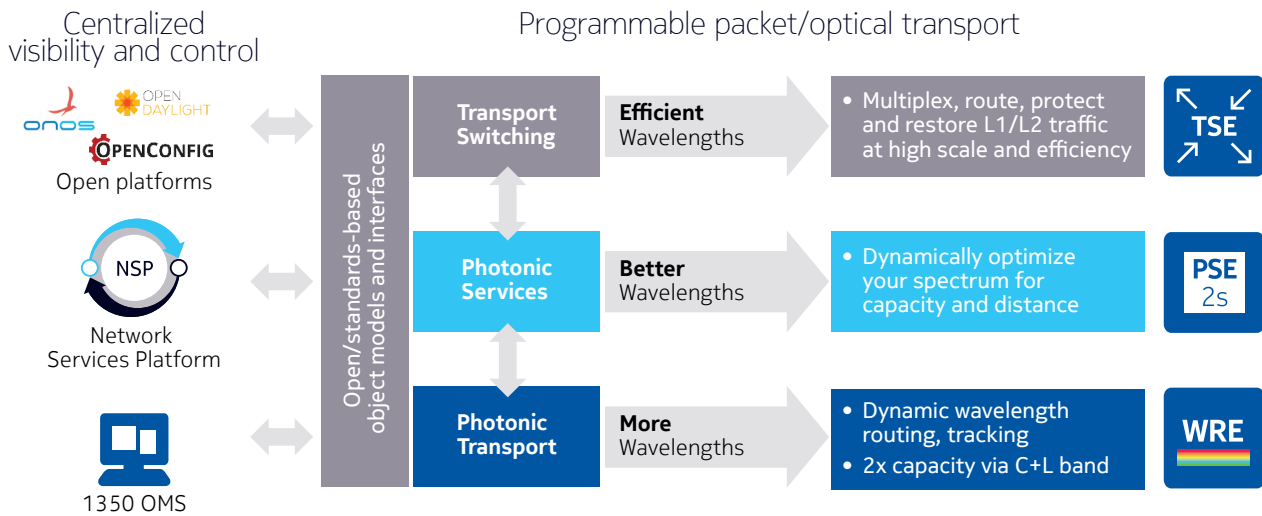 Centralized
visibility and control
Programmable packet/optical transport
onos
OPEN
DAYLIGHT
OPENCONFIG
Open platforms
NSP
Network
Services Platform
1350 OMS
Open/standards-based
object models and interfaces
Transport
Switching
Efficient
Wavelengths
• Multiplex, route, protect
and restore L1/L2 traffic
at high scale and efficiency
TSE
Photonic
Services
Better
Wavelengths
• Dynamically optimize
your spectrum for
capacity and distance
PSE
2s
Photonic
Transport
More
Wavelengths
• Dynamic wavelength
routing, tracking
• 2x capacity via C+L band
WRE